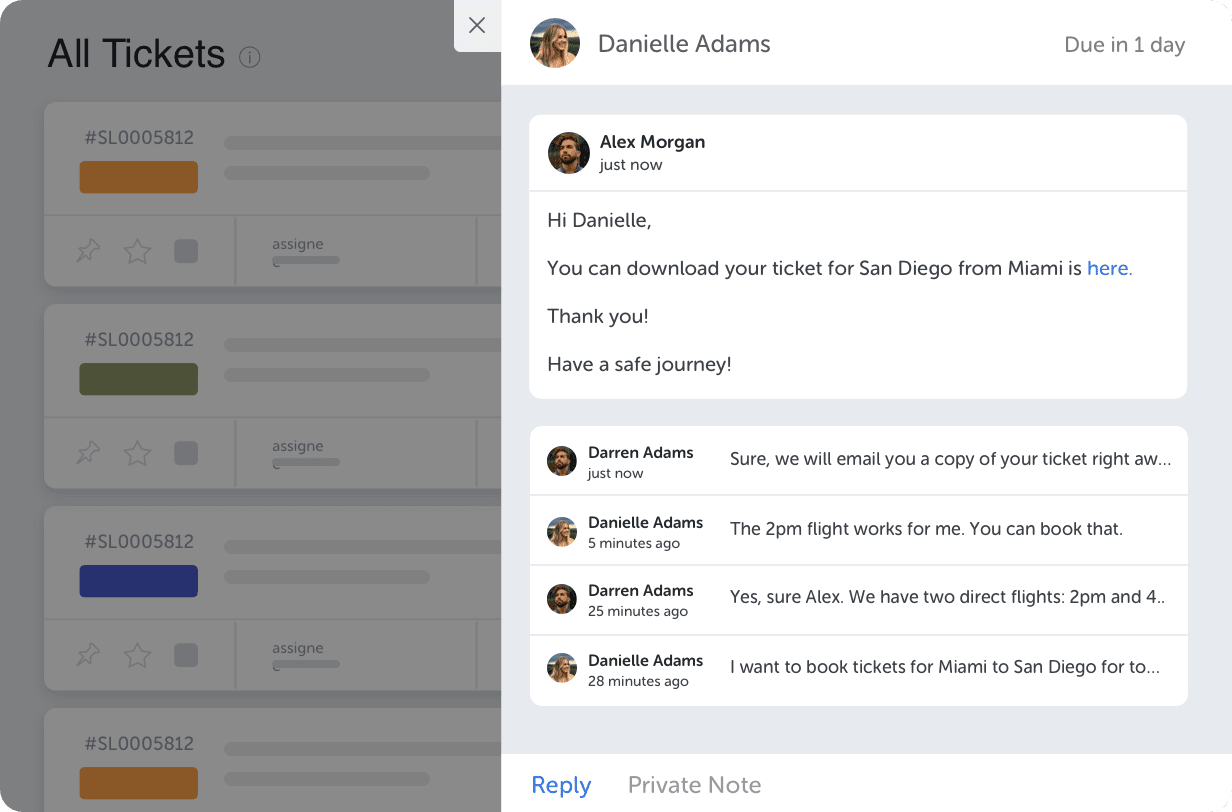 All Tickets
#SL0005812
assigne
e
#SL0005812
assigne
e
#SL0005812
assigne
e
#SL0005812
Danielle Adams
Due in 1 day
Alex Morgan
just now
Hi Danielle,
You can download your ticket for San Diego from Miami is here.
Thank you!
Have a safe journey!
Darren Adams
just now
Sure, we will email you a copy of your ticket right aw...
Danielle Adams
5 minutes ago
The 2pm flight works for me. You can book that.
Darren Adams
25 minutes ago
Yes, sure Alex. We have two direct flights: 2pm and 4..
Danielle Adams
28 minutes ago
I want to book tickets for Miami to San Diego for to...
Reply
Private Note